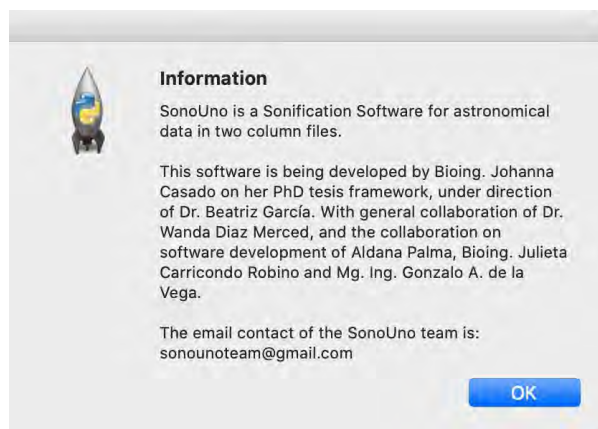 Information
SonoUno is a Sonification Software for astronomical
data in two column files.
This software is being developed by Bioing. Johanna
Casado on her PhD tesis framework, under direction
of Dr. Beatriz García. With general collaboration of Dr.
Wanda Diaz Merced, and the collaboration on
software development of Aldana Palma, Bioing. Julieta
Carricondo Robino and Mg. Ing. Gonzalo A. de la
Vega.
The email contact of the SonoUno team is:
sonounoteam@gmail.com
OK